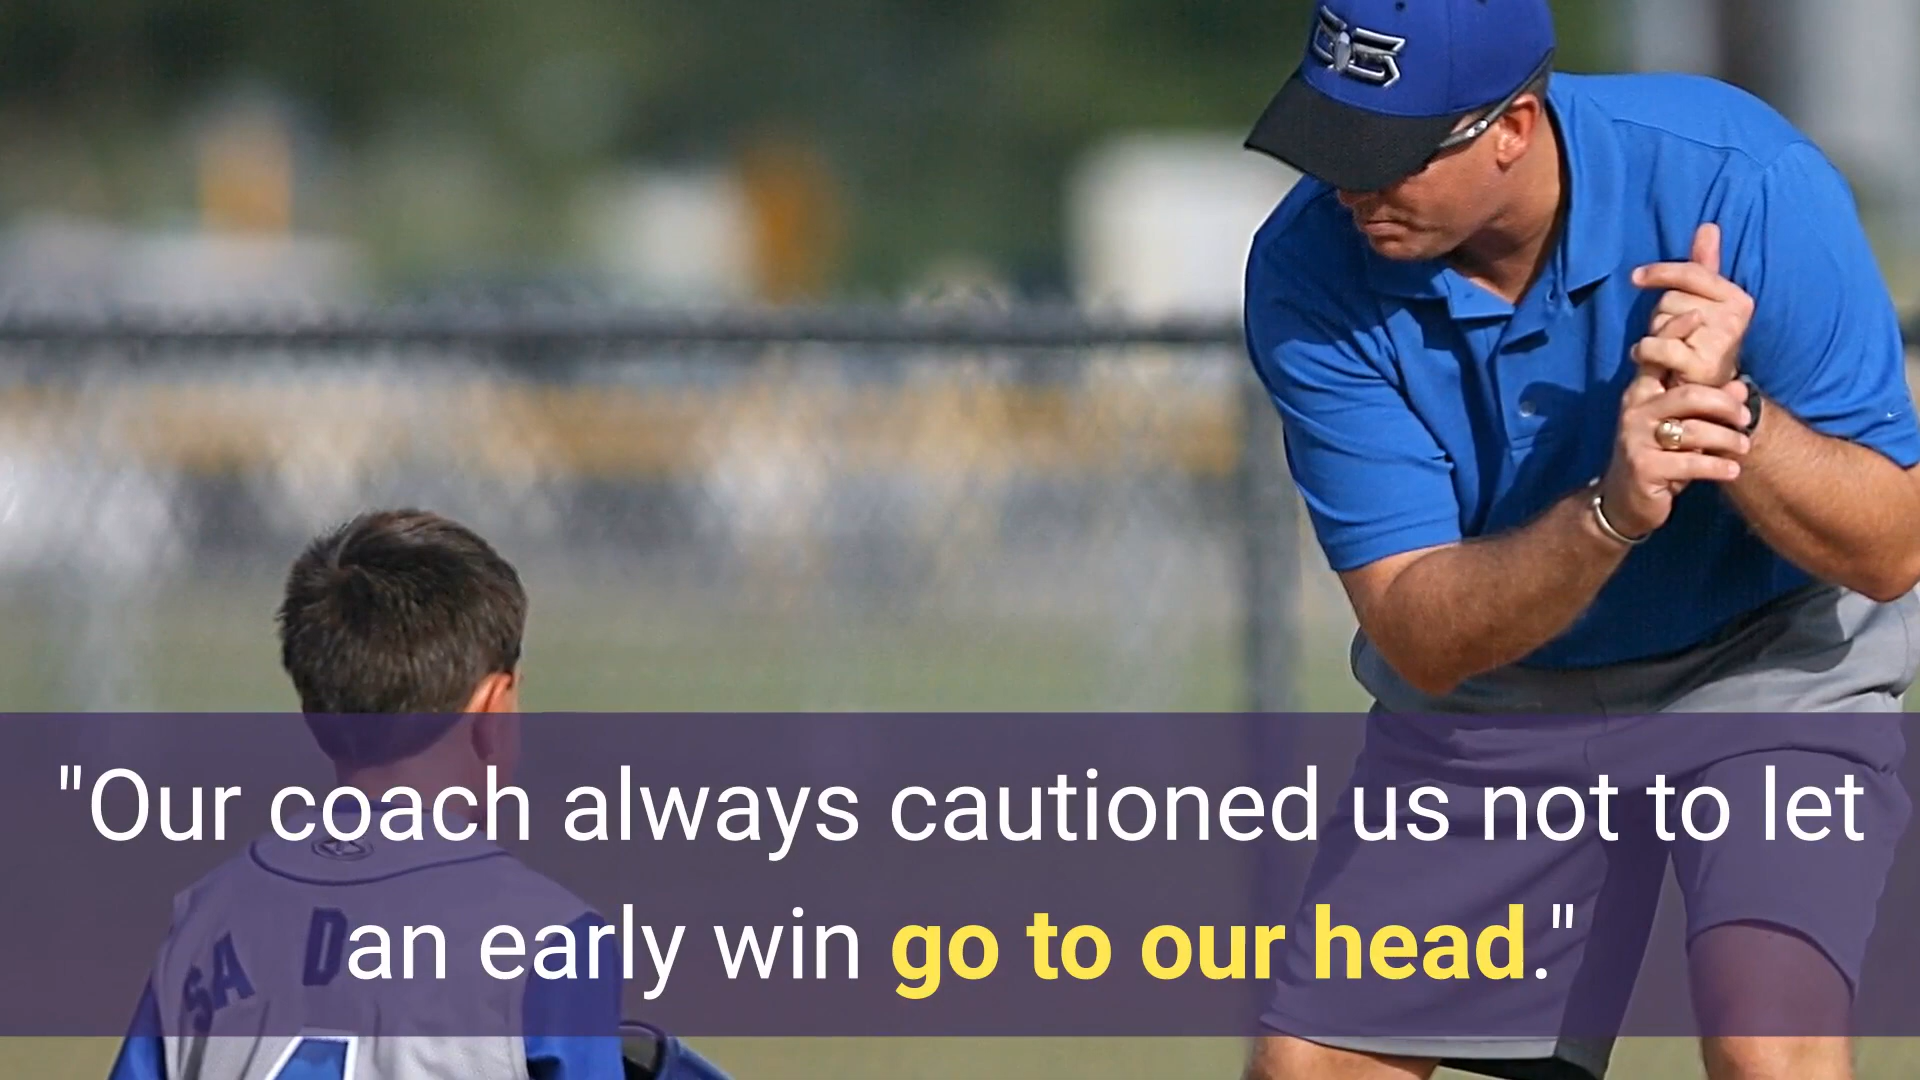 "Our coach always cautioned us not to let
an early win go to our head."